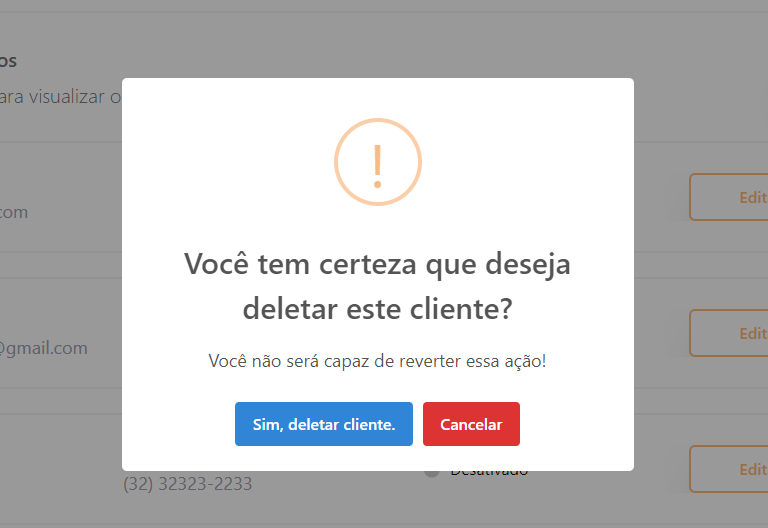 os
ara visualizar o
com
Edit
Você tem certeza que deseja
deletar este cliente?
@gmail.com
Edit
Você não será capaz de reverter essa ação!
Sim, deletar cliente.
Cancelar
Desativado
Edit
(32) 32323-2233